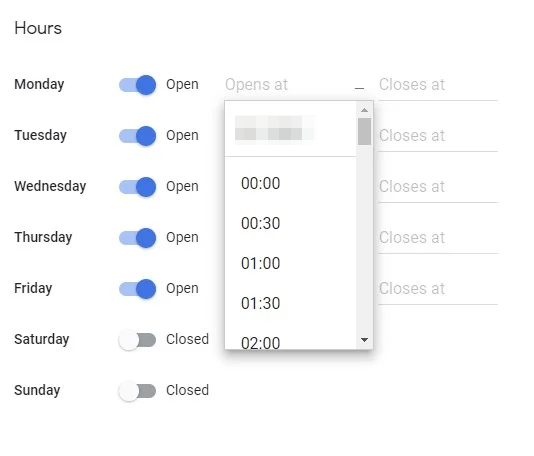 Hours
Monday Open Opens at – Closes at
Tuesday Open Closes at
00:00
Wednesday Open Closes at
00:30
Thursday Open Closes at
01:00
Friday Open Closes at
01:30
Saturday Closed
02:00
Sunday Closed